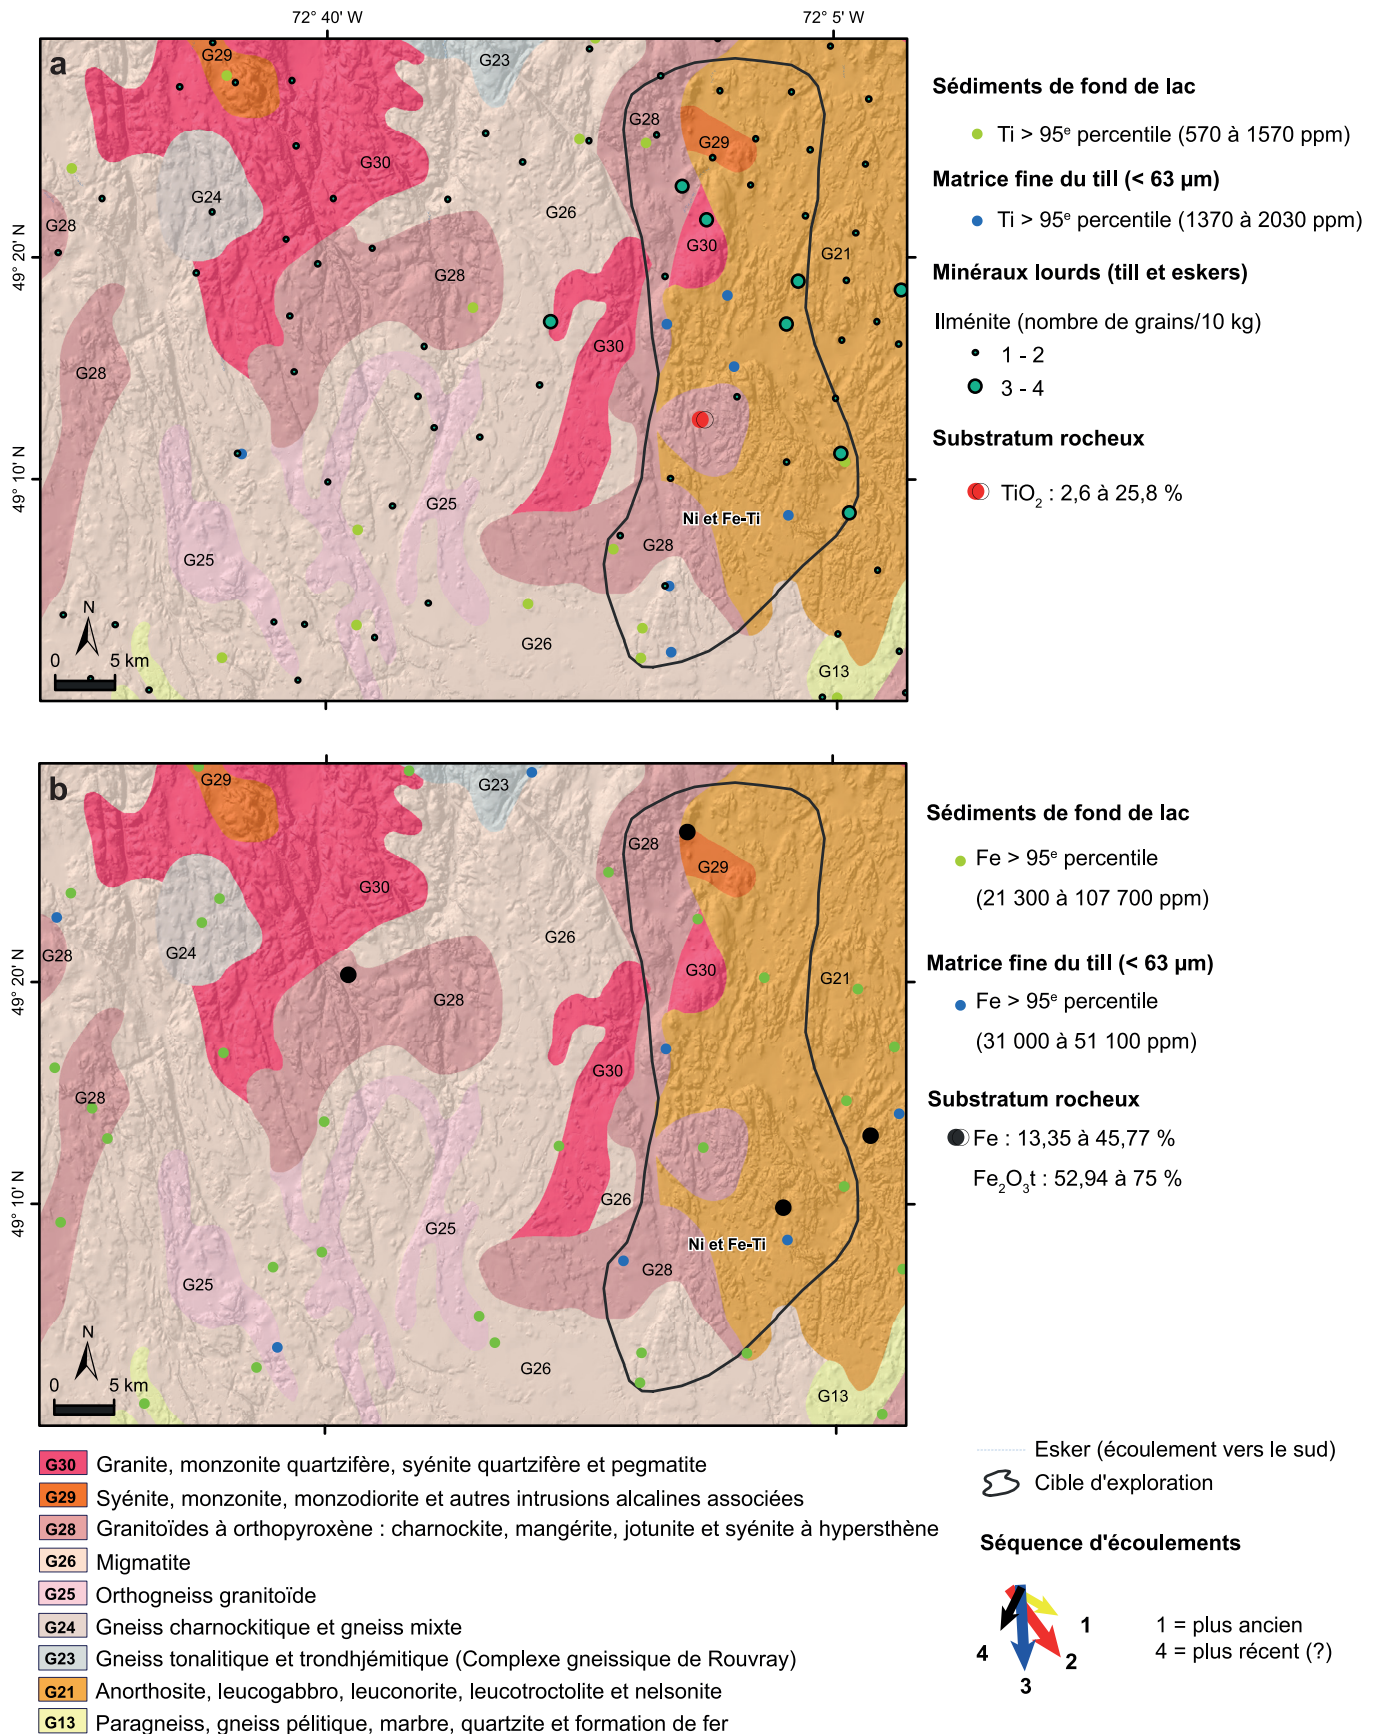 72° 40' W
72° 5' W
a
G29
G23
G28
G29
G30
G24
G26
G28
G30
G21
49° 20' N
G28
G30
G28
49° 10' N
G25
Ni et Fe-Ti
G28
G25
G26
G13
N
0 5 km
Sédiments de fond de lac
Ti > 95e percentile (570 à 1570 ppm)
Matrice fine du till (< 63 µm)
Ti > 95e percentile (1370 à 2030 ppm)
Minéraux lourds (till et eskers)
Ilménite (nombre de grains/10 kg)
1 - 2
3 - 4
Substratum rocheux
TiO2 : 2,6 à 25,8 %
b
G29
G23
G28
G29
G30
G24
G26
G28
G30
G21
49° 20' N
G28
G30
G28
49° 10' N
G26
G25
Ni et Fe-Ti
G28
G25
G26
G13
N
0 5 km
Sédiments de fond de lac
Fe > 95e percentile
(21 300 à 107 700 ppm)
Matrice fine du till (< 63 µm)
Fe > 95e percentile
(31 000 à 51 100 ppm)
Substratum rocheux
Fe : 13,35 à 45,77 %
Fe2O3t : 52,94 à 75 %
G30 Granite, monzonite quartzifère, syénite quartzifère et pegmatite
G29 Syénite, monzonite, monzodiorite et autres intrusions alcalines associées
G28 Granitoïdes à orthopyroxène : charnockite, mangérite, jotunite et syénite à hypersthène
G26 Migmatite
G25 Orthogneiss granitoïde
G24 Gneiss charnockitique et gneiss mixte
G23 Gneiss tonalitique et trondhjémitique (Complexe gneissique de Rouvray)
G21 Anorthosite, leucogabbro, leuconorite, leucotroctolite et nelsonite
G13 Paragneiss, gneiss pélitique, marbre, quartzite et formation de fer
Esker (écoulement vers le sud)
Cible d'exploration
Séquence d'écoulements
1
2
3
4
1 = plus ancien
4 = plus récent (?)